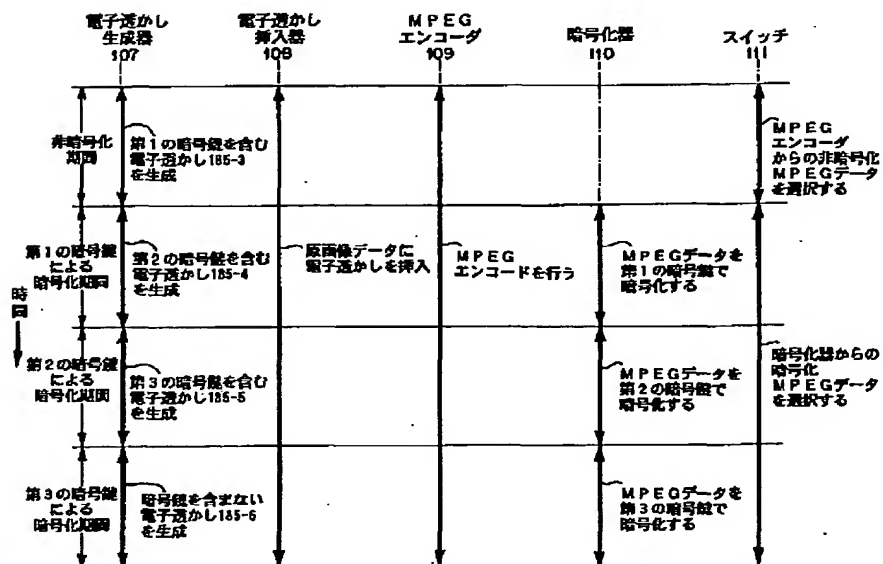 電子透かし
生成器
107
電子透かし
挿入器
108
MPEG
エンコーダ
109
暗号化器
110
スイッチ
111
時間
非暗号化
期間
第1の暗号鍵を含む
電子透かし185-3
を生成
MPEG
エンコーダ
からの非暗号化
MPEGデータ
を選択する
第1の暗号鍵
による
暗号化期間
第2の暗号鍵を含む
電子透かし185-4
を生成
原画像データに
電子透かしを挿入
MPEG
エンコードを行う
MPEGデータを
第1の暗号鍵で
暗号化する
第2の暗号鍵
による
暗号化期間
第3の暗号鍵を含む
電子透かし185-5
を生成
MPEGデータを
第2の暗号鍵で
暗号化する
暗号化器からの
暗号化
MPEGデータ
を選択する
第3の暗号鍵
による
暗号化期間
暗号鍵を含まない
電子透かし185-6
を生成
MPEGデータを
第3の暗号鍵で
暗号化する